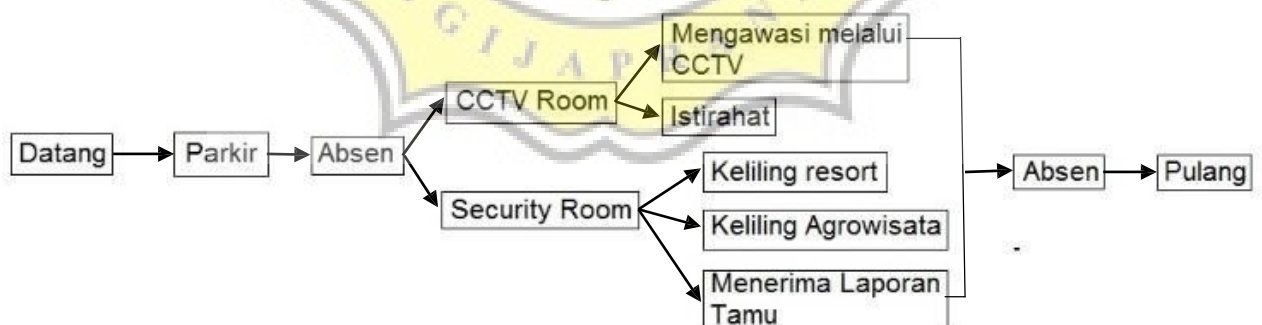 Mengawasi melalui
CCTV
CCTV Room
Istirahat
Datang
Parkir
Absen
Keliling resort
Absen
Pulang
Security Room
Keliling Agrowisata
Menerima Laporan
Tamu
G I J A P R A N